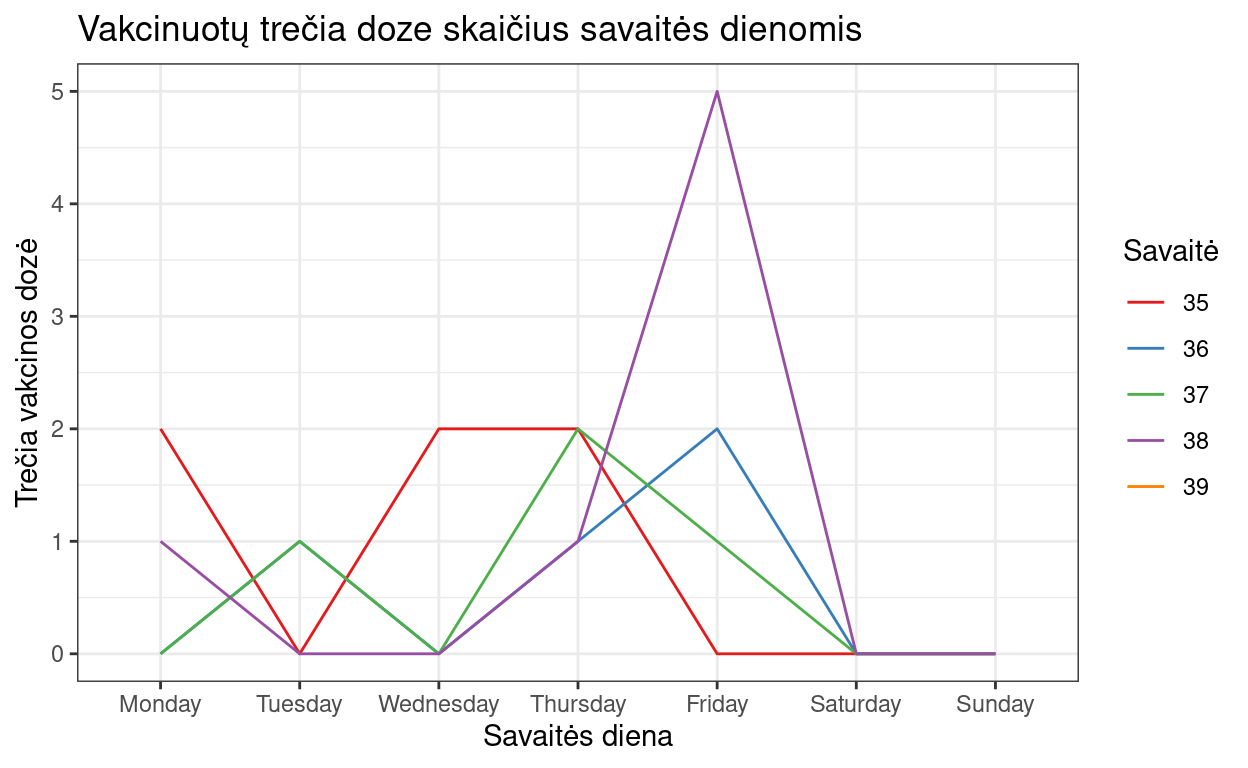 Vakcinuotų trečia doze skaičius savaitės dienomis
Trečia vakcinos dozė
5
4
3
2
1
0
Monday Tuesday Wednesday Thursday Friday Saturday Sunday
Savaitės diena
Savaitė
35
36
37
38
39